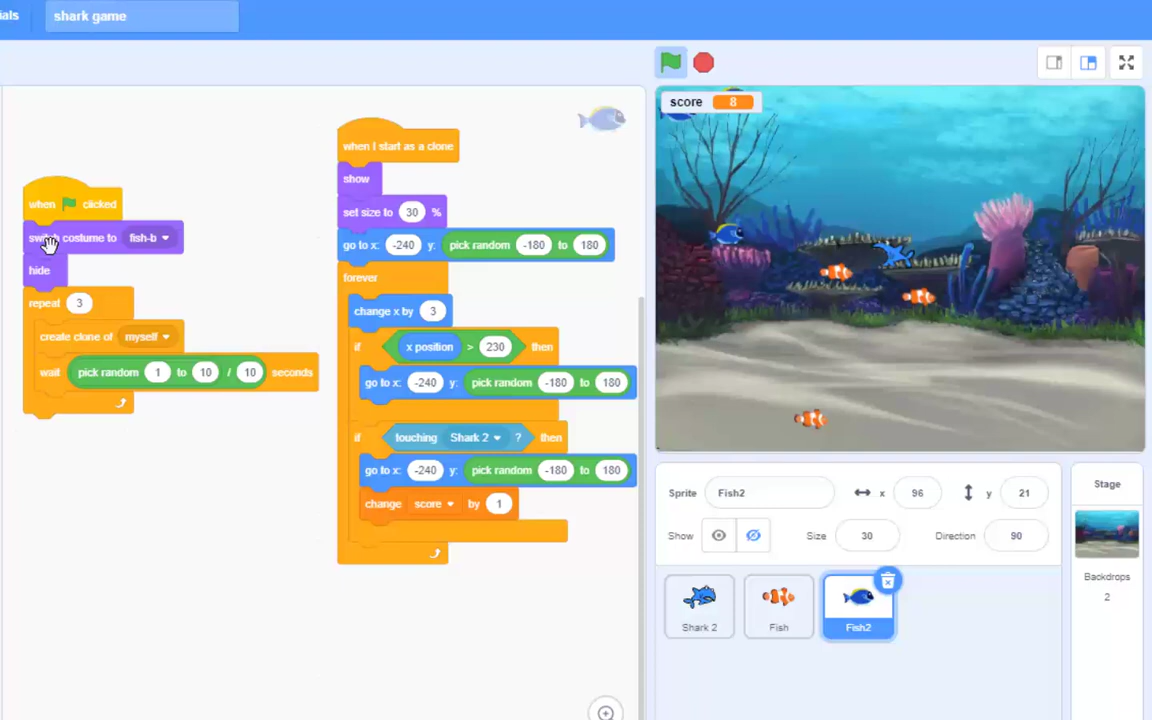 ials
shark game
score 8
when clicked
switch costume to fish-b
hide
repeat 3
create clone of myself
wait pick random 1 to 10 / 10 seconds
when I start as a clone
show
set size to 30 %
go to x: -240 y: pick random -180 to 180
forever
change x by 3
if x position > 230 then
go to x: -240 y: pick random -180 to 180
if touching Shark 2 ? then
go to x: -240 y: pick random -180 to 180
change score by 1
Sprite Fish2 x 96 y 21
Show Size 30 Direction 90
Shark 2 Fish Fish2
Stage
Backdrops
2